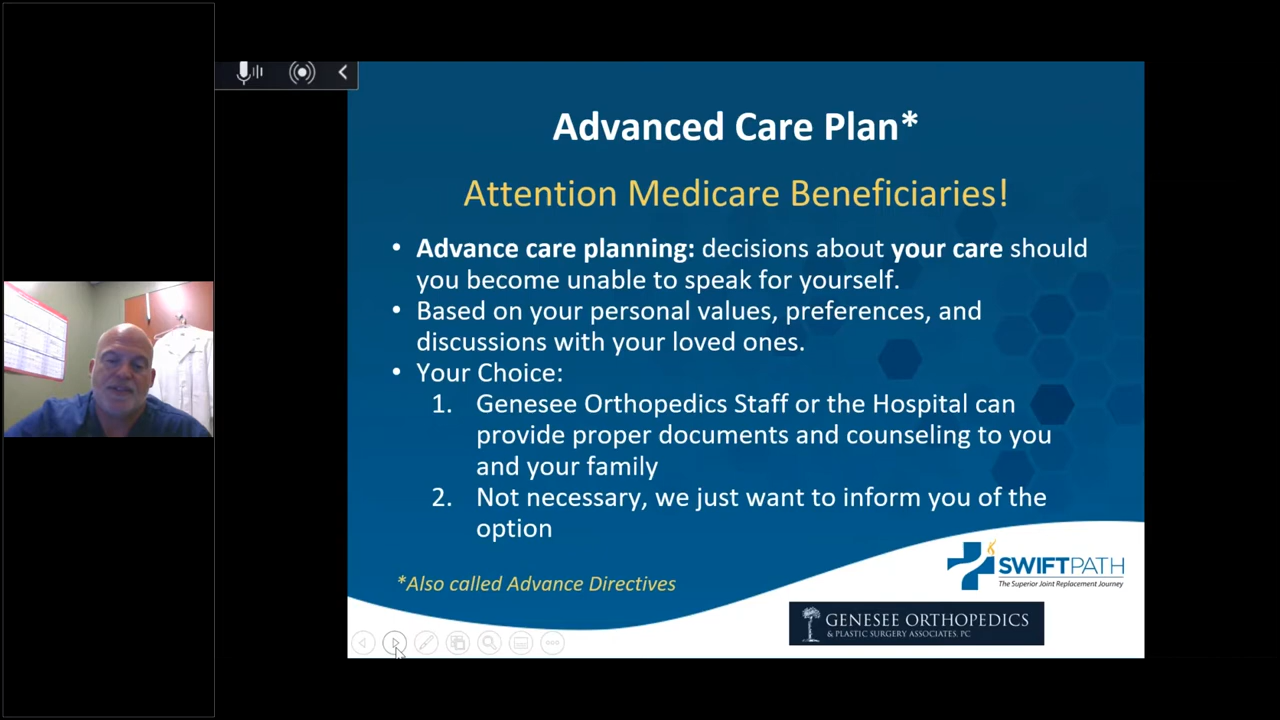 Advanced Care Plan*
Attention Medicare Beneficiaries!
• Advance care planning: decisions about your care should
you become unable to speak for yourself.
• Based on your personal values, preferences, and
discussions with your loved ones.
• Your Choice:
1. Genesee Orthopedics Staff or the Hospital can
provide proper documents and counseling to you
and your family
2. Not necessary, we just want to inform you of the
option
*Also called Advance Directives
SWIFTPATH
The Superior Joint Replacement Journey
GENESEE ORTHOPEDICS
& PLASTIC SURGERY ASSOCIATES, PC